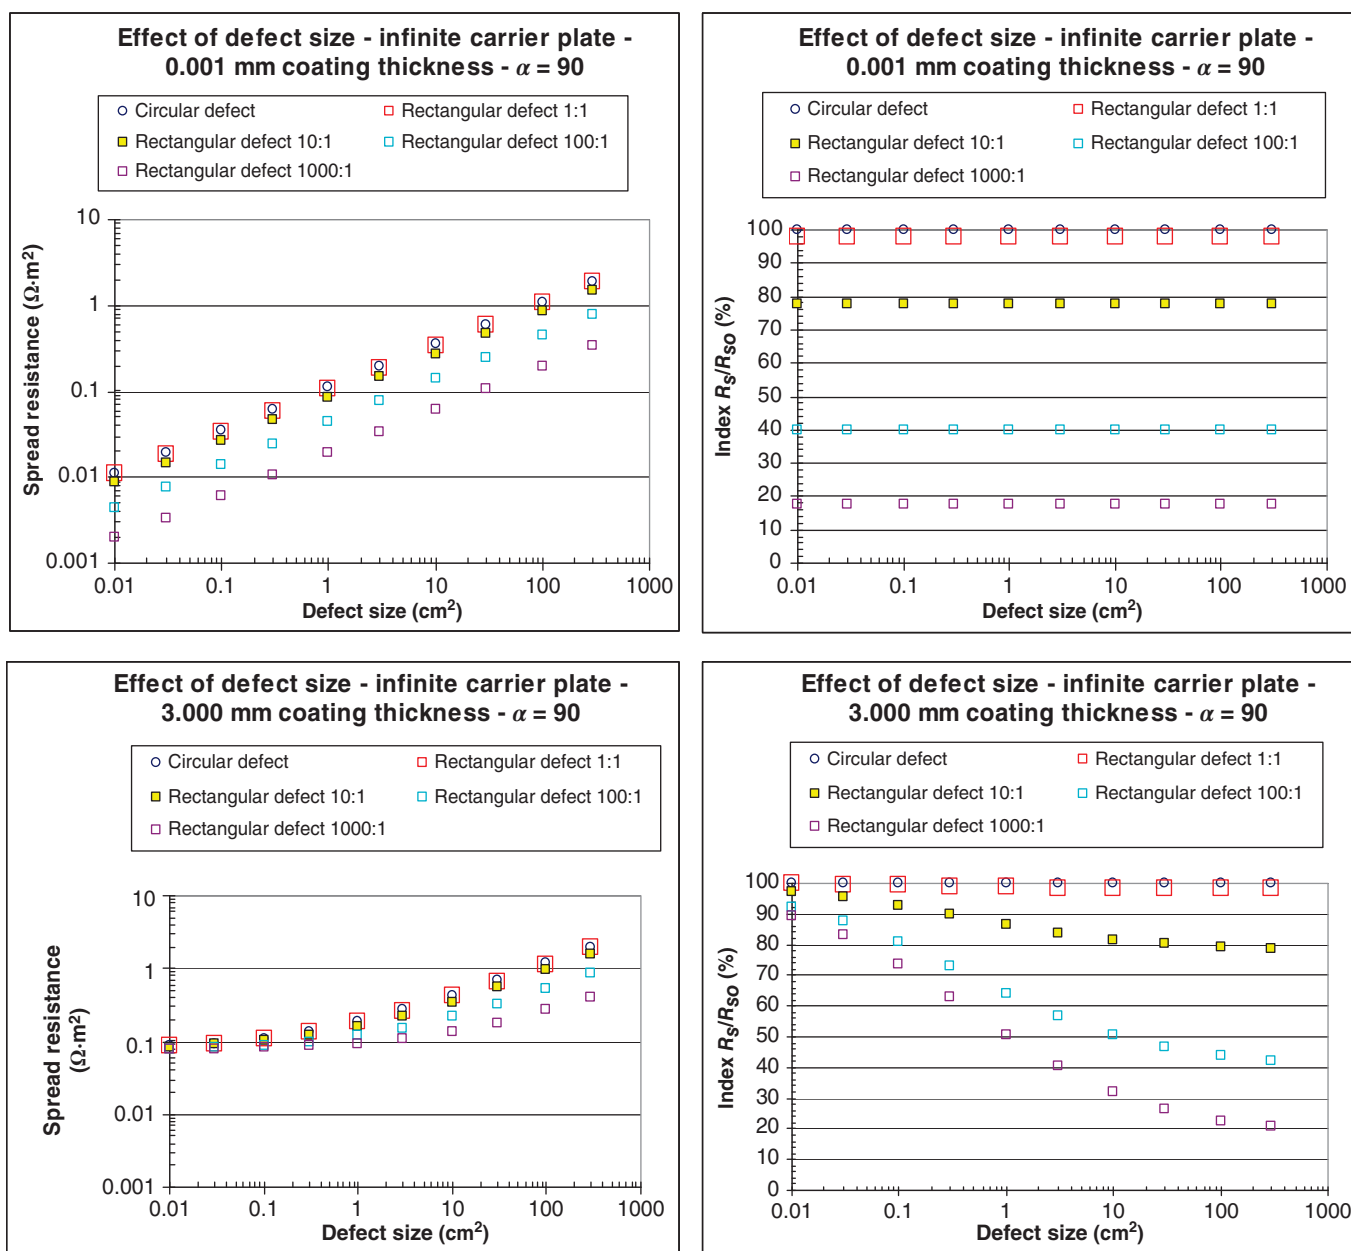 Effect of defect size - infinite carrier plate -
0.001 mm coating thickness - α = 90
Circular defect
Rectangular defect 1:1
Rectangular defect 10:1
Rectangular defect 100:1
Rectangular defect 1000:1
Spread resistance (Ω·m²)
10
1
0.1
0.01
0.001
0.01 0.1 1 10 100 1000
Defect size (cm²)
Effect of defect size - infinite carrier plate -
0.001 mm coating thickness - α = 90
Circular defect
Rectangular defect 1:1
Rectangular defect 10:1
Rectangular defect 100:1
Rectangular defect 1000:1
Index RS/RSO (%)
100
90
80
70
60
50
40
30
20
10
0
0.01 0.1 1 10 100 1000
Defect size (cm²)
Effect of defect size - infinite carrier plate -
3.000 mm coating thickness - α = 90
Circular defect
Rectangular defect 1:1
Rectangular defect 10:1
Rectangular defect 100:1
Rectangular defect 1000:1
Spread resistance
(Ω·m²)
10
1
0.1
0.01
0.001
0.01 0.1 1 10 100 1000
Defect size (cm²)
Effect of defect size - infinite carrier plate -
3.000 mm coating thickness - α = 90
Circular defect
Rectangular defect 1:1
Rectangular defect 10:1
Rectangular defect 100:1
Rectangular defect 1000:1
Index RS/RSO (%)
100
90
80
70
60
50
40
30
20
10
0
0.01 0.1 1 10 100 1000
Defect size (cm²)